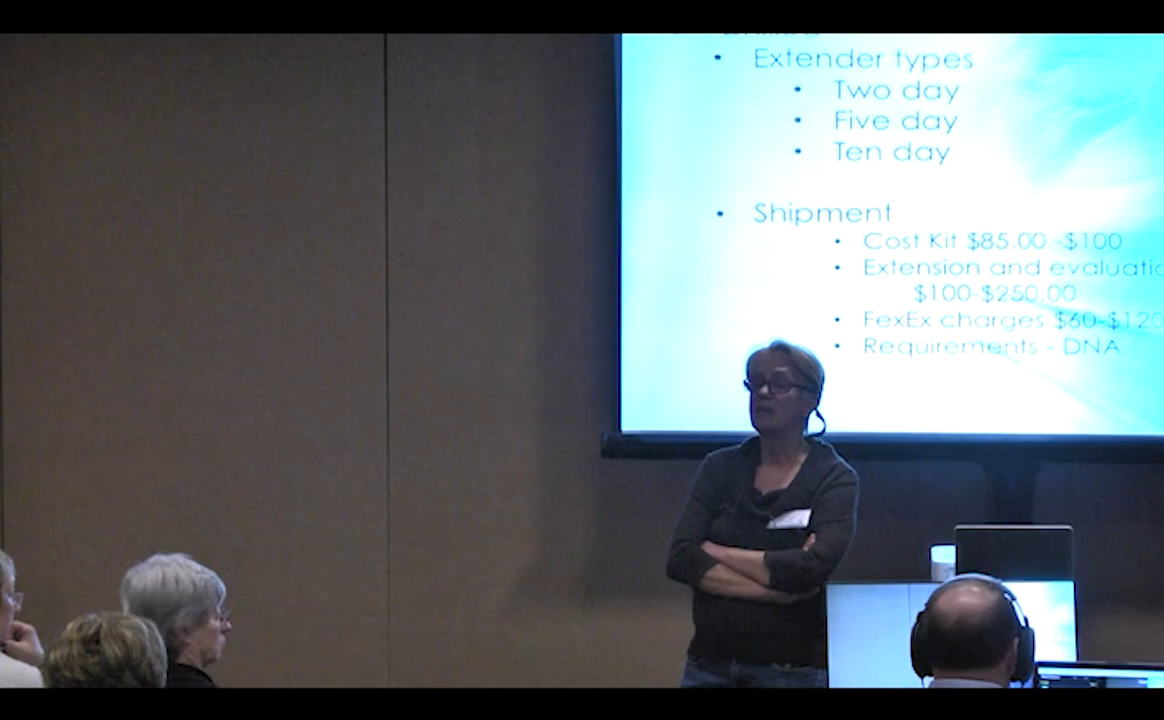 • Extender types
• Two day
• Five day
• Ten day
• Shipment
• Cost Kit $85.00 -$100
• Extension and evaluatio
$100-$250.00
• FexEx charges $60-$120
• Requirements - DNA